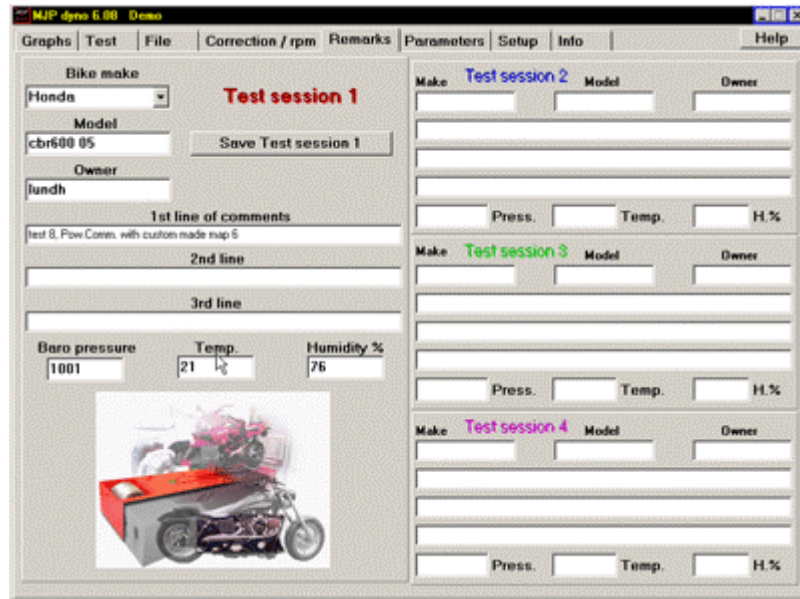 MJP dyno 6.08 Demo
Graphs Test File Correction / rpm Remarks Parameters Setup Info Help
Bike make
Honda
Test session 1
Model
cbr600 05
Save Test session 1
Owner
lundh
1st line of comments
test 8, Pow.Comm. with custom made map 6
2nd line
3rd line
Baro pressure Temp. Humidity %
1001 21 76
Make Test session 2 Model Owner
Press. Temp. H.%
Make Test session 3 Model Owner
Press. Temp. H.%
Make Test session 4 Model Owner
Press. Temp. H.%